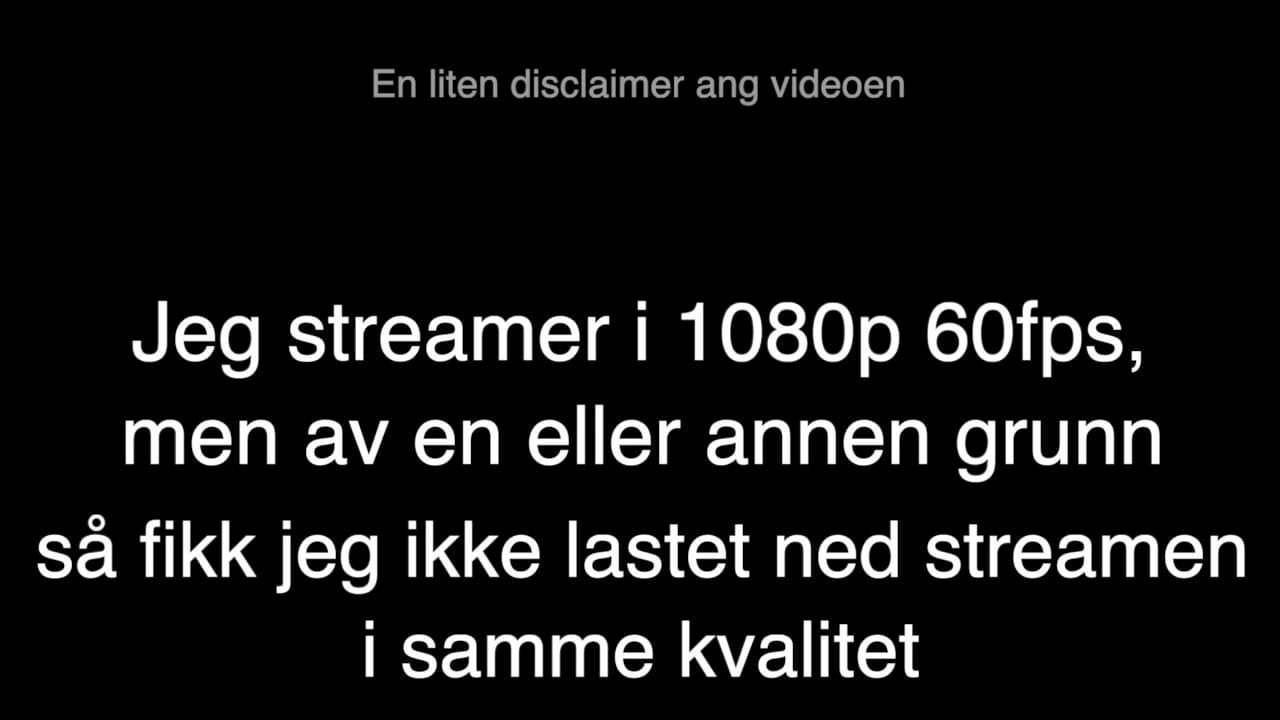 En liten disclaimer ang videoen
Jeg streamer i 1080p 60fps,
men av en eller annen grunn
så fikk jeg ikke lastet ned streamen
i samme kvalitet